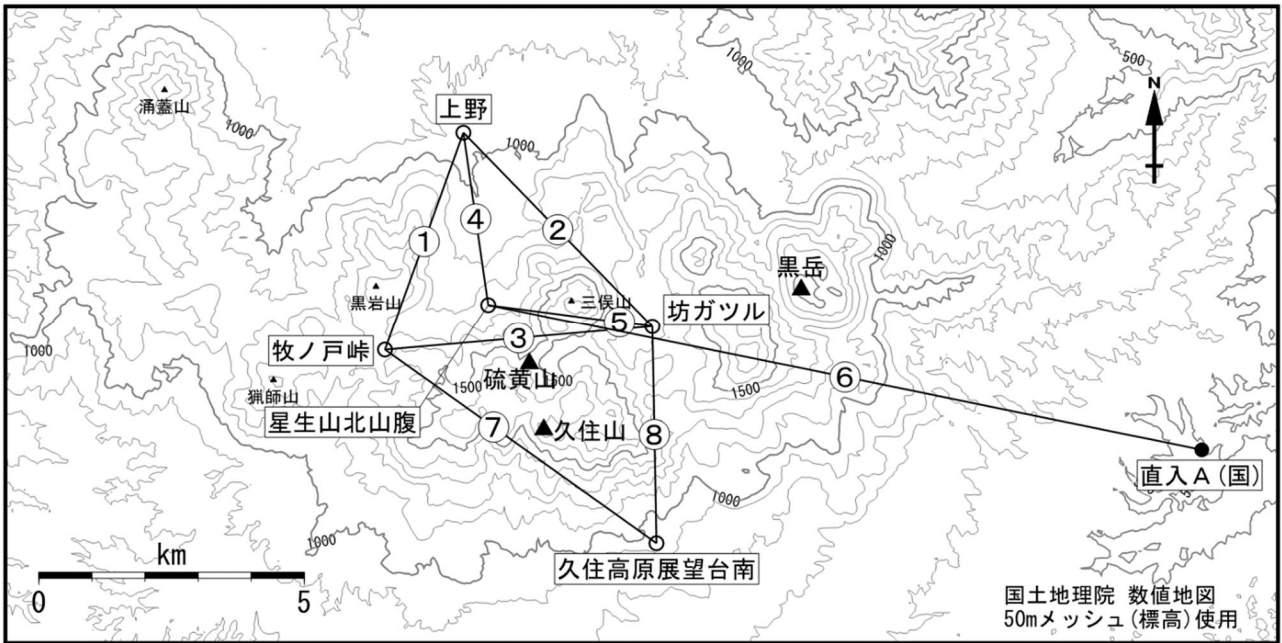 1000
500
N
涌蓋山
上野
1000
1000
1000
④
②
①
黒岳
黒岩山
三俣山
⑤
坊ガツル
③
牧ノ戸峠
1000
硫黄山
1500
1500
⑥
猟師山
星生山北山腹
⑦
久住山
⑧
直入A(国)
1000
1000
km
久住高原展望台南
0
5
国土地理院 数値地図
50mメッシュ(標高)使用